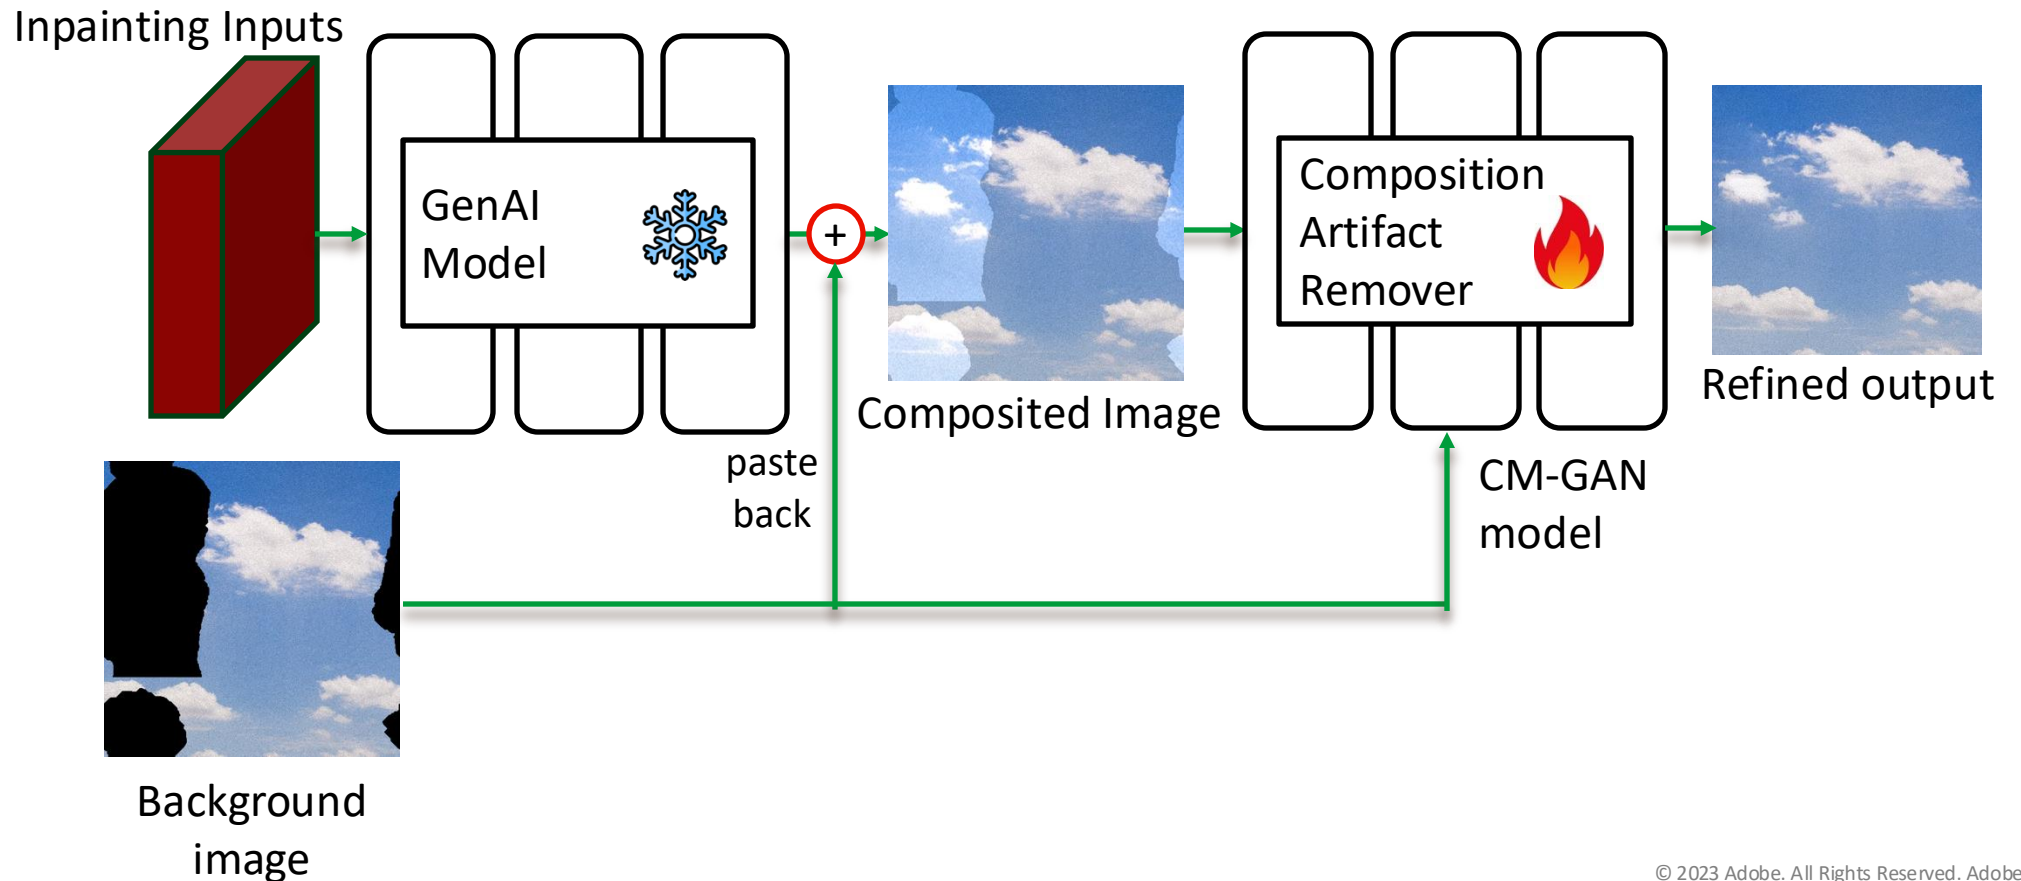 Inpainting Inputs
GenAI
Model
+
Composited Image
Composition
Artifact
Remover
Refined output
paste
back
CM-GAN
model
Background
image
© 2023 Adobe. All Rights Reserved. Adobe